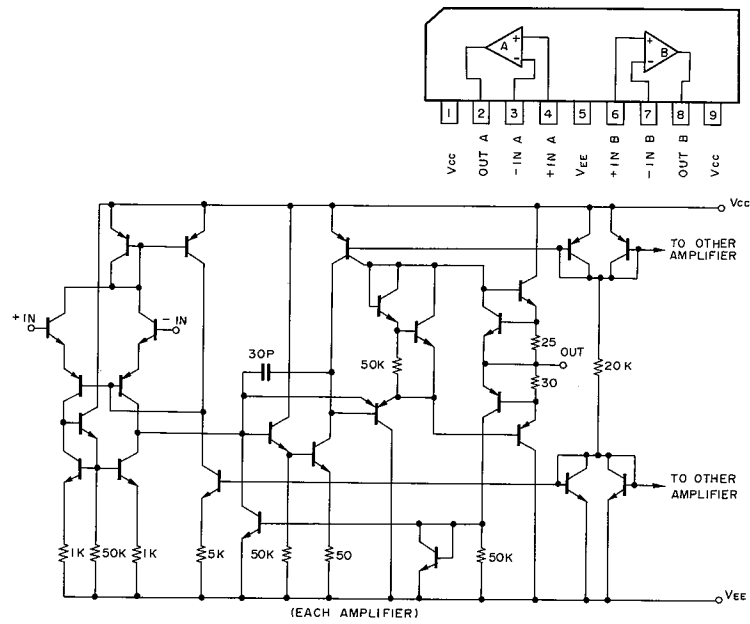 A + -
+ - B
1 2 3 4 5 6 7 8 9
VCC OUT A -IN A +IN A VEE +IN B -IN B OUT B VCC
VCC
TO OTHER
AMPLIFIER
+IN
-IN
25
OUT
30P
50K
30
20K
TO OTHER
AMPLIFIER
1K 50K 1K 5K 50K 50 50K
VEE
(EACH AMPLIFIER)